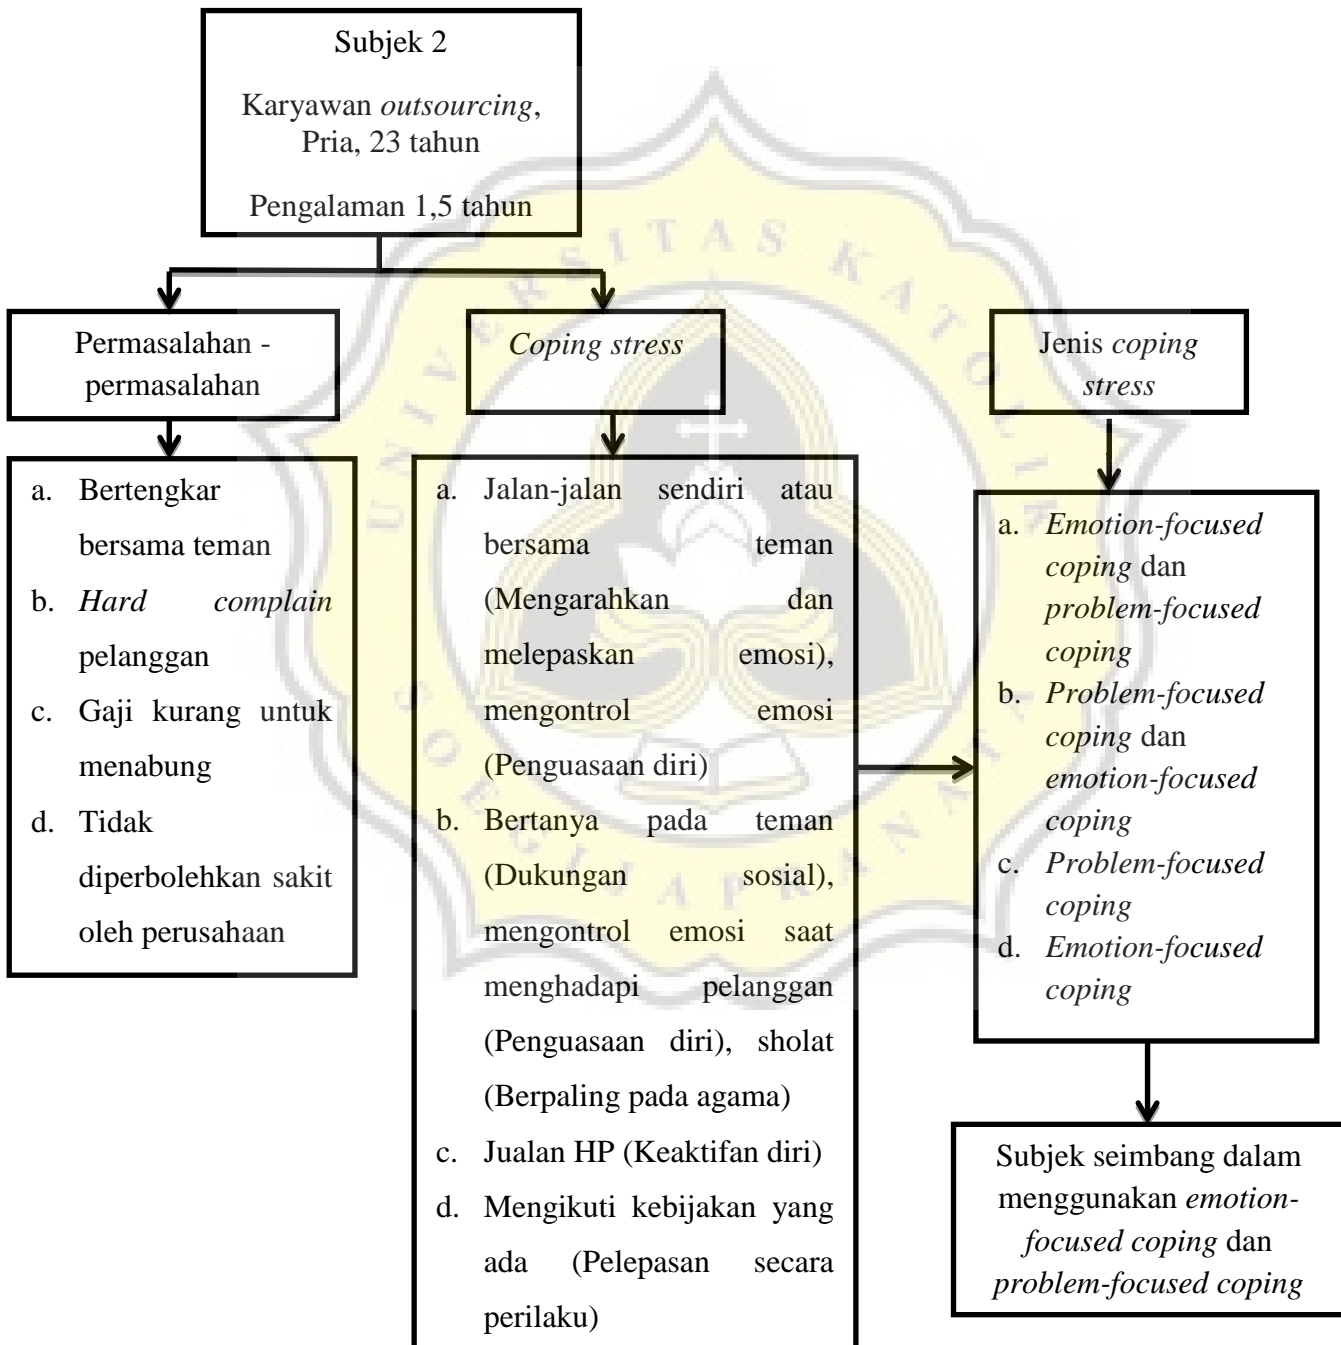 Subjek 2
Karyawan outsourcing,
Pria, 23 tahun
Pengalaman 1,5 tahun
Permasalahan -
permasalahan
Coping stress
Jenis coping
stress
a. Bertengkar
bersama teman
b. Hard complain
pelanggan
c. Gaji kurang untuk
menabung
d. Tidak
diperbolehkan sakit
oleh perusahaan
a. Jalan-jalan sendiri atau
bersama teman
(Mengarahkan dan
melepaskan emosi),
mengontrol emosi
(Penguasaan diri)
b. Bertanya pada teman
(Dukungan sosial),
mengontrol emosi saat
menghadapi pelanggan
(Penguasaan diri), sholat
(Berpaling pada agama)
c. Jualan HP (Keaktifan diri)
d. Mengikuti kebijakan yang
ada (Pelepasan secara
perilaku)
a. Emotion-focused
coping dan
problem-focused
coping
b. Problem-focused
coping dan
emotion-focused
coping
c. Problem-focused
coping
d. Emotion-focused
coping
Subjek seimbang dalam
menggunakan emotion-
focused coping dan
problem-focused coping
UNIVERSITAS KATOLIK
SOEGIJAPRANATA